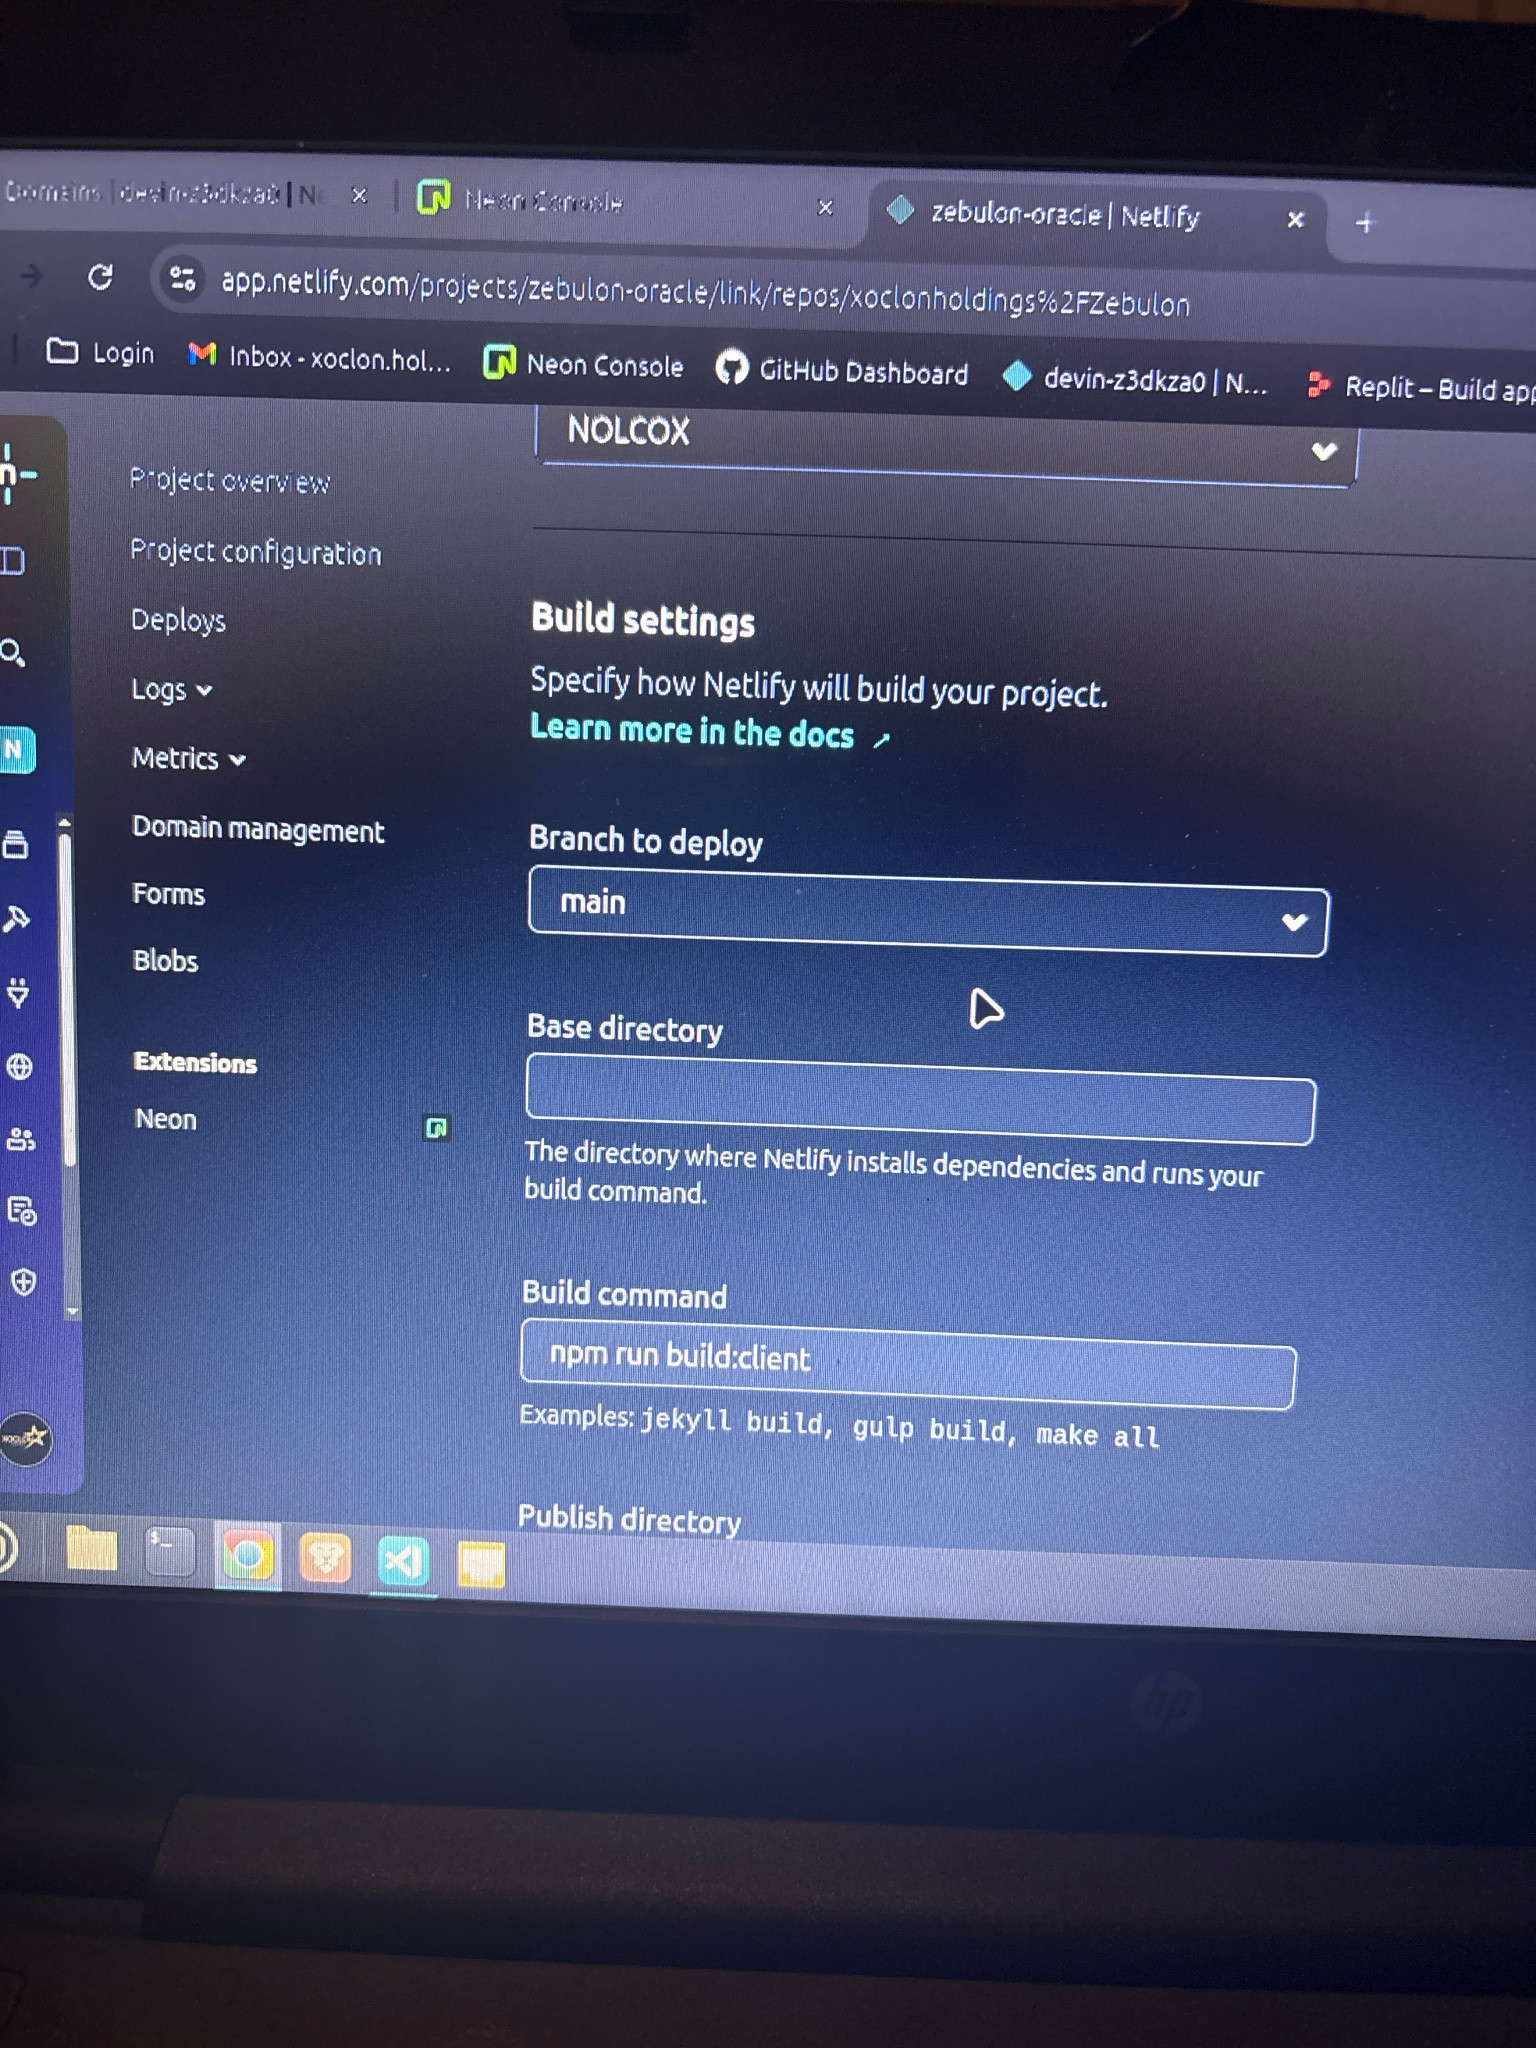 Domains | devin-z3dkza0 | Ne
Neon Console
zebulon-oracle | Netlify
app.netlify.com/projects/zebulon-oracle/link/repos/xoclonholdings%2FZebulon
Login
Inbox - xoclon.hol...
Neon Console
GitHub Dashboard
devin-z3dkza0 | N...
Replit – Build app
NOLCOX
Project overview
Project configuration
Deploys
Logs
Metrics
Domain management
Forms
Blobs
Extensions
Neon
N
Build settings
Specify how Netlify will build your project.
Learn more in the docs
Branch to deploy
main
Base directory
The directory where Netlify installs dependencies and runs your
build command.
Build command
npm run build:client
Examples: jekyll build, gulp build, make all
Publish directory
hp